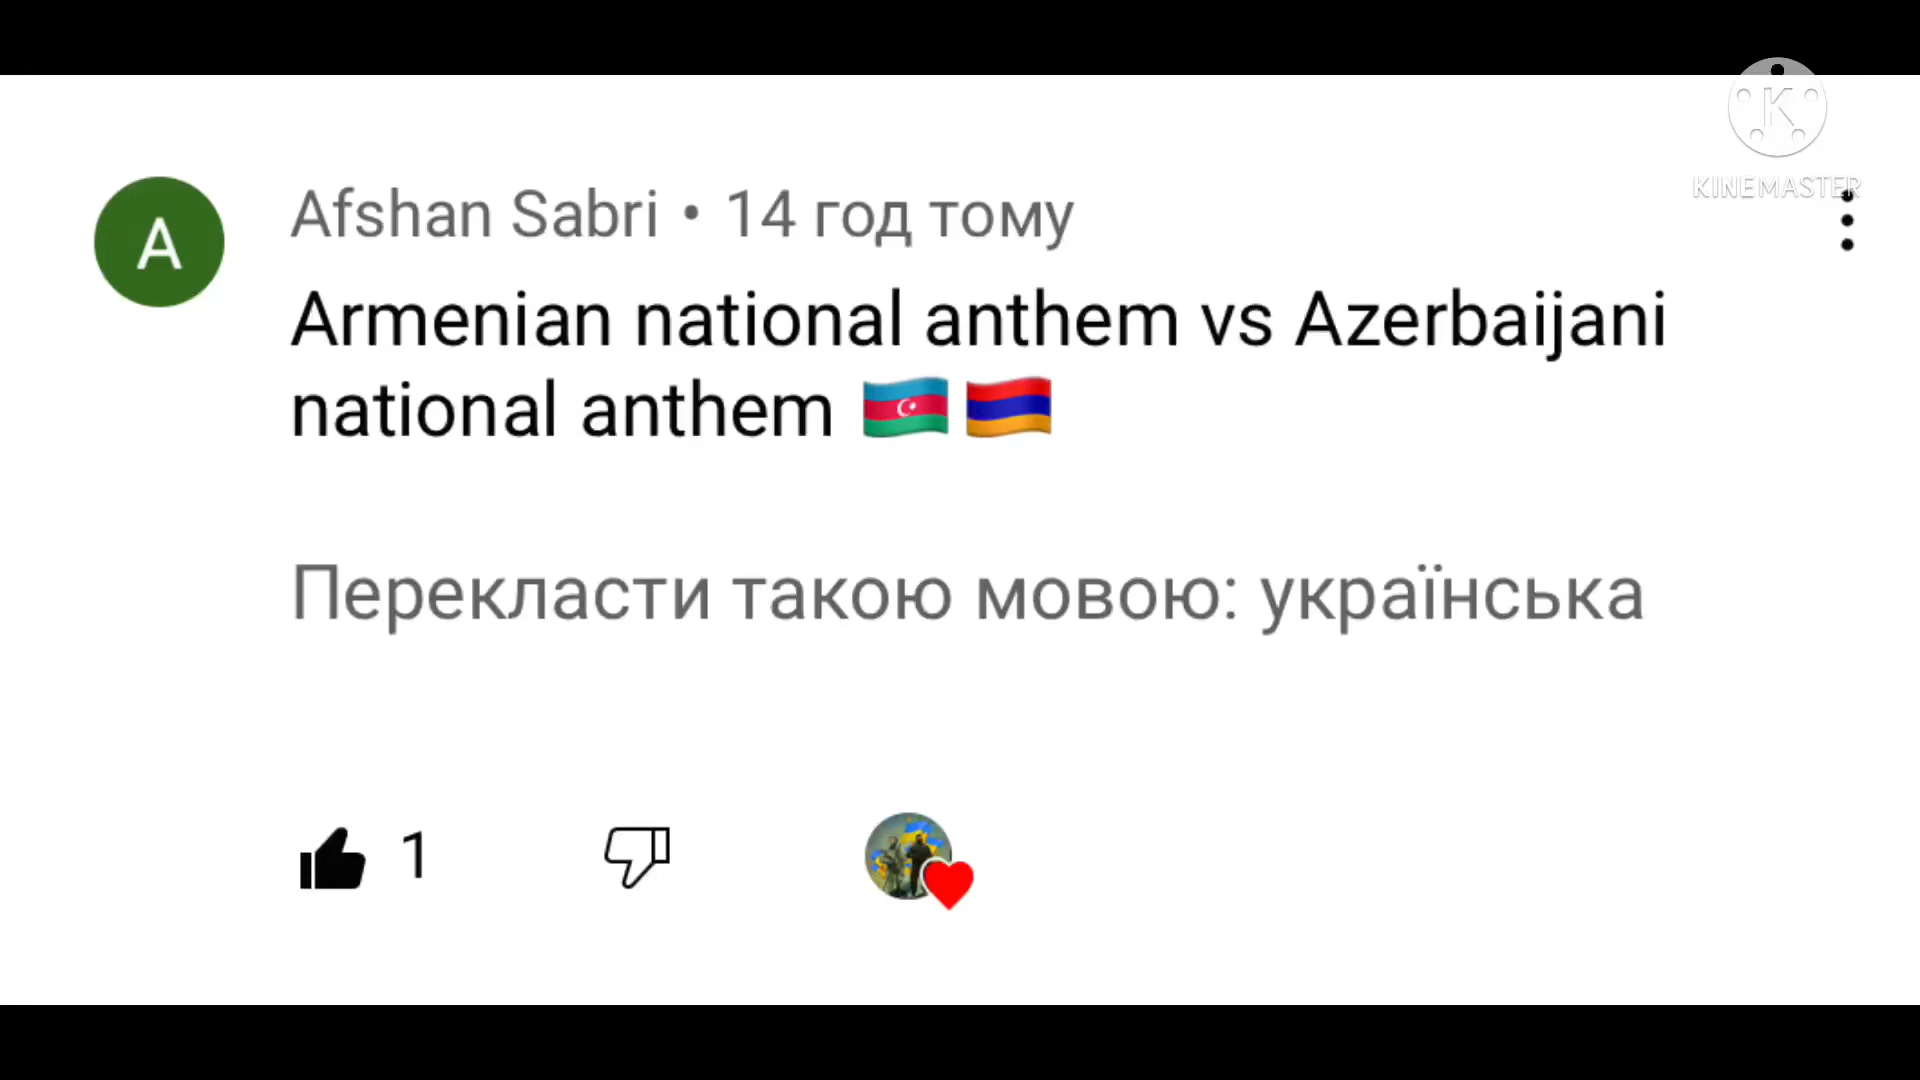 K
KINEMASTER
A
Afshan Sabri • 14 год тому
Armenian national anthem vs Azerbaijani
national anthem 🇦🇿 🇦🇲
Перекласти такою мовою: українська
1